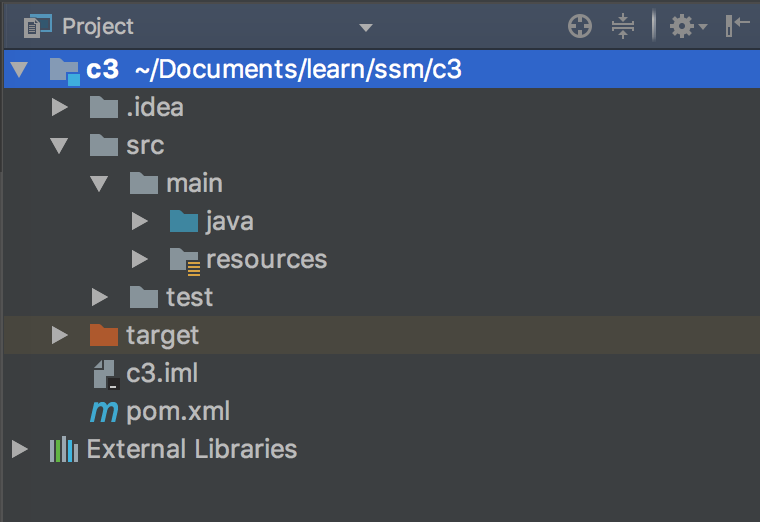 Project
c3 ~/Documents/learn/ssm/c3
.idea
src
main
java
resources
test
target
c3.iml
m pom.xml
External Libraries